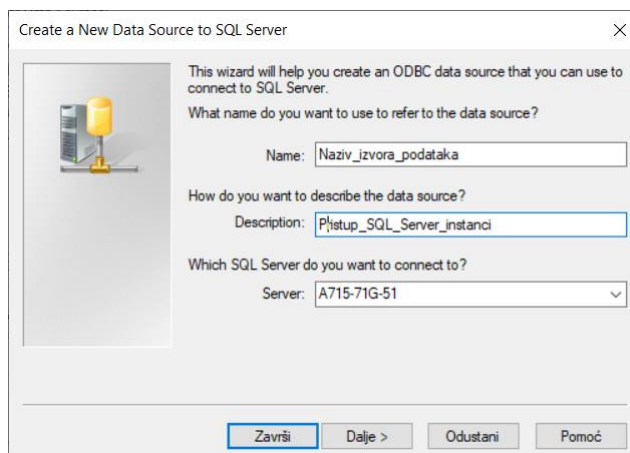 Create a New Data Source to SQL Server
This wizard will help you create an ODBC data source that you can use to
connect to SQL Server.
What name do you want to use to refer to the data source?
Name: Naziv_izvora_podataka
How do you want to describe the data source?
Description: Pristup_SQL_Server_instanci
Which SQL Server do you want to connect to?
Server: A715-71G-51
Završi Dalje > Odustani Pomoć